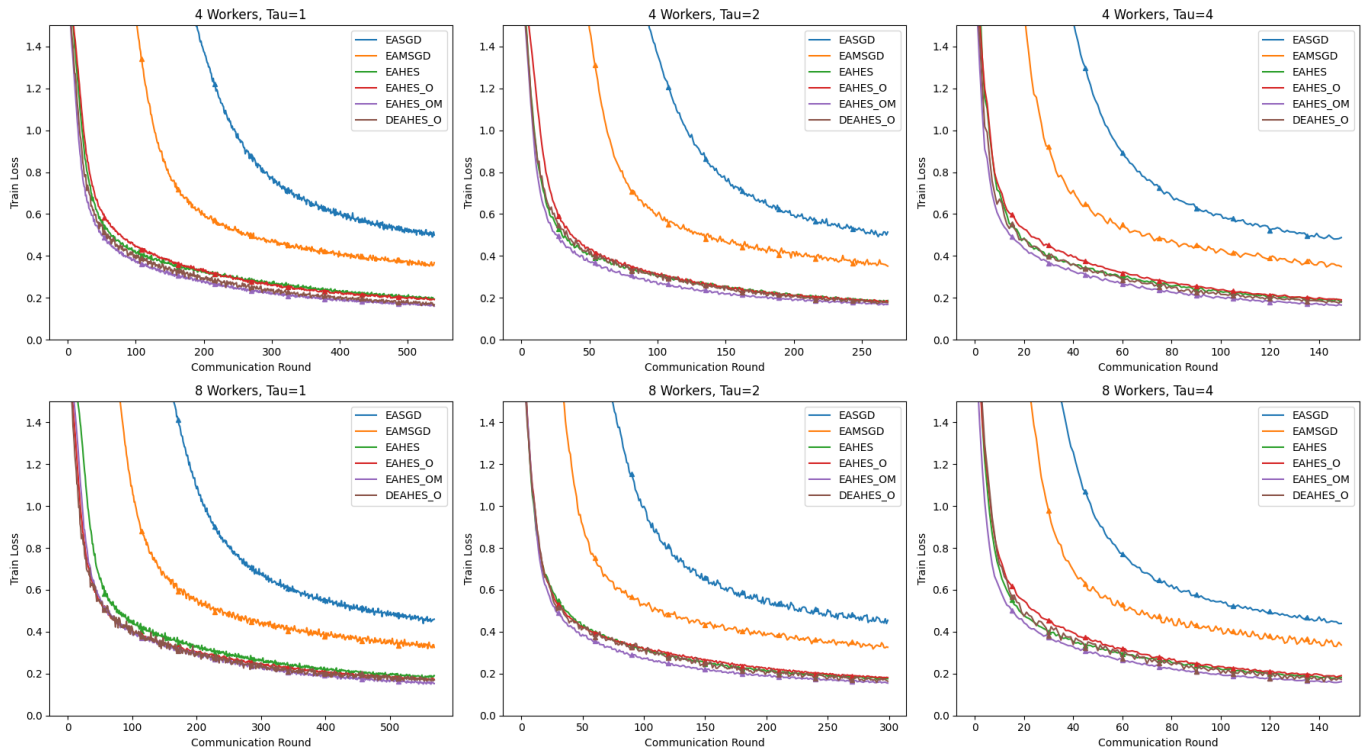 4 Workers, Tau=1
Train Loss
1.4
1.2
1.0
0.8
0.6
0.4
0.2
0.0
EASGD
EAMSGD
EAHES
EAHES_O
EAHES_OM
DEAHES_O
0 100 200 300 400 500
Communication Round
4 Workers, Tau=2
Train Loss
1.4
1.2
1.0
0.8
0.6
0.4
0.2
0.0
EASGD
EAMSGD
EAHES
EAHES_O
EAHES_OM
DEAHES_O
0 50 100 150 200 250
Communication Round
4 Workers, Tau=4
Train Loss
1.4
1.2
1.0
0.8
0.6
0.4
0.2
0.0
EASGD
EAMSGD
EAHES
EAHES_O
EAHES_OM
DEAHES_O
0 20 40 60 80 100 120 140
Communication Round
8 Workers, Tau=1
Train Loss
1.4
1.2
1.0
0.8
0.6
0.4
0.2
0.0
EASGD
EAMSGD
EAHES
EAHES_O
EAHES_OM
DEAHES_O
0 100 200 300 400 500
Communication Round
8 Workers, Tau=2
Train Loss
1.4
1.2
1.0
0.8
0.6
0.4
0.2
0.0
EASGD
EAMSGD
EAHES
EAHES_O
EAHES_OM
DEAHES_O
0 50 100 150 200 250 300
Communication Round
8 Workers, Tau=4
Train Loss
1.4
1.2
1.0
0.8
0.6
0.4
0.2
0.0
EASGD
EAMSGD
EAHES
EAHES_O
EAHES_OM
DEAHES_O
0 20 40 60 80 100 120 140
Communication Round